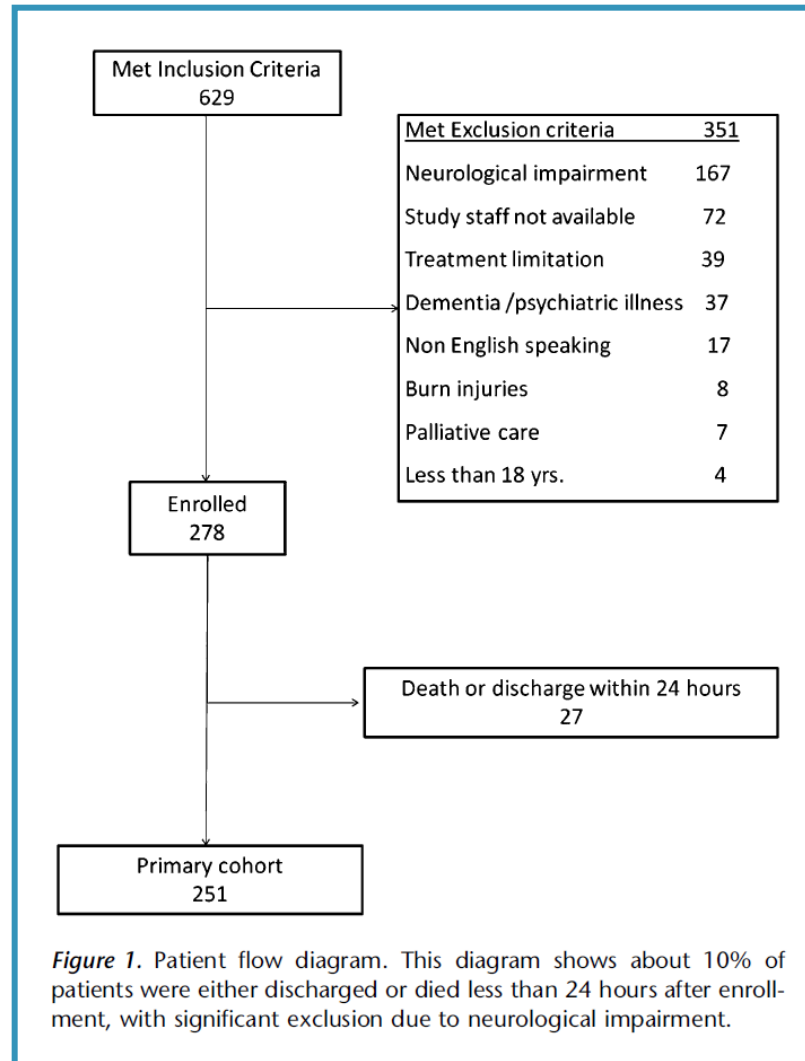 Met Inclusion Criteria
629
Met Exclusion criteria 351
Neurological impairment 167
Study staff not available 72
Treatment limitation 39
Dementia /psychiatric illness 37
Non English speaking 17
Burn injuries 8
Palliative care 7
Less than 18 yrs. 4
Enrolled
278
Death or discharge within 24 hours
27
Primary cohort
251
Figure 1. Patient flow diagram. This diagram shows about 10% of
patients were either discharged or died less than 24 hours after enroll-
ment, with significant exclusion due to neurological impairment.